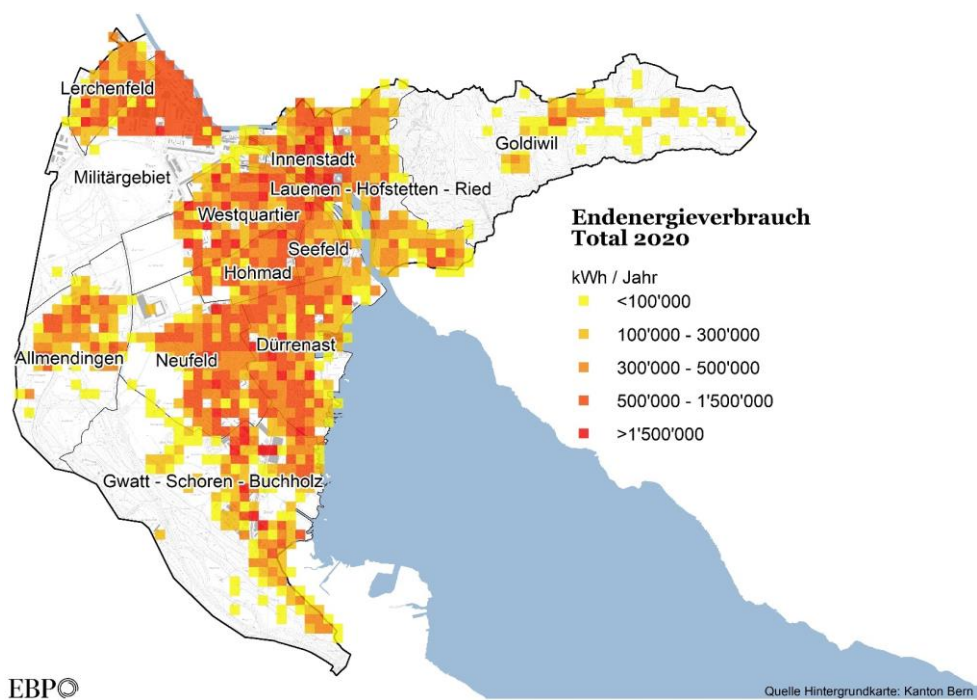 Lerchenfeld
Goldiwil
Innenstadt
Militärgebiet
Lauenen - Hofstetten - Ried
Westquartier
Seefeld
Hohmad
Dürrenast
Allmendingen
Neufeld
Gwatt - Schoren - Buchholz
Endenergieverbrauch
Total 2020
kWh / Jahr
<100'000
100'000 - 300'000
300'000 - 500'000
500'000 - 1'500'000
>1'500'000
EBP
Quelle Hintergrundkarte: Kanton Bern